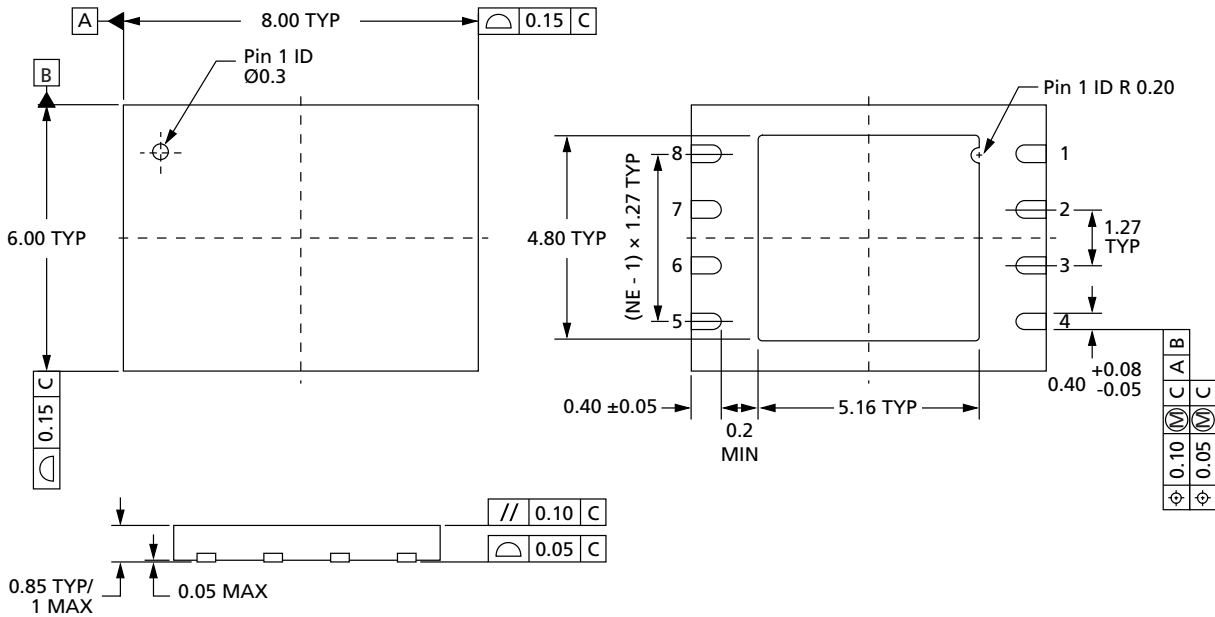 A
8.00 TYP
0.15 C
Pin 1 ID
Ø0.3
B
6.00 TYP
0.15 C
Pin 1 ID R 0.20
8
7
6
5
1
2
3
4
4.80 TYP
(NE - 1) × 1.27 TYP
1.27
TYP
0.40 ±0.05
0.2
MIN
5.16 TYP
0.40 +0.08
-0.05
0.10 M C A B
0.05 M C
// 0.10 C
0.05 C
0.85 TYP/
1 MAX
0.05 MAX